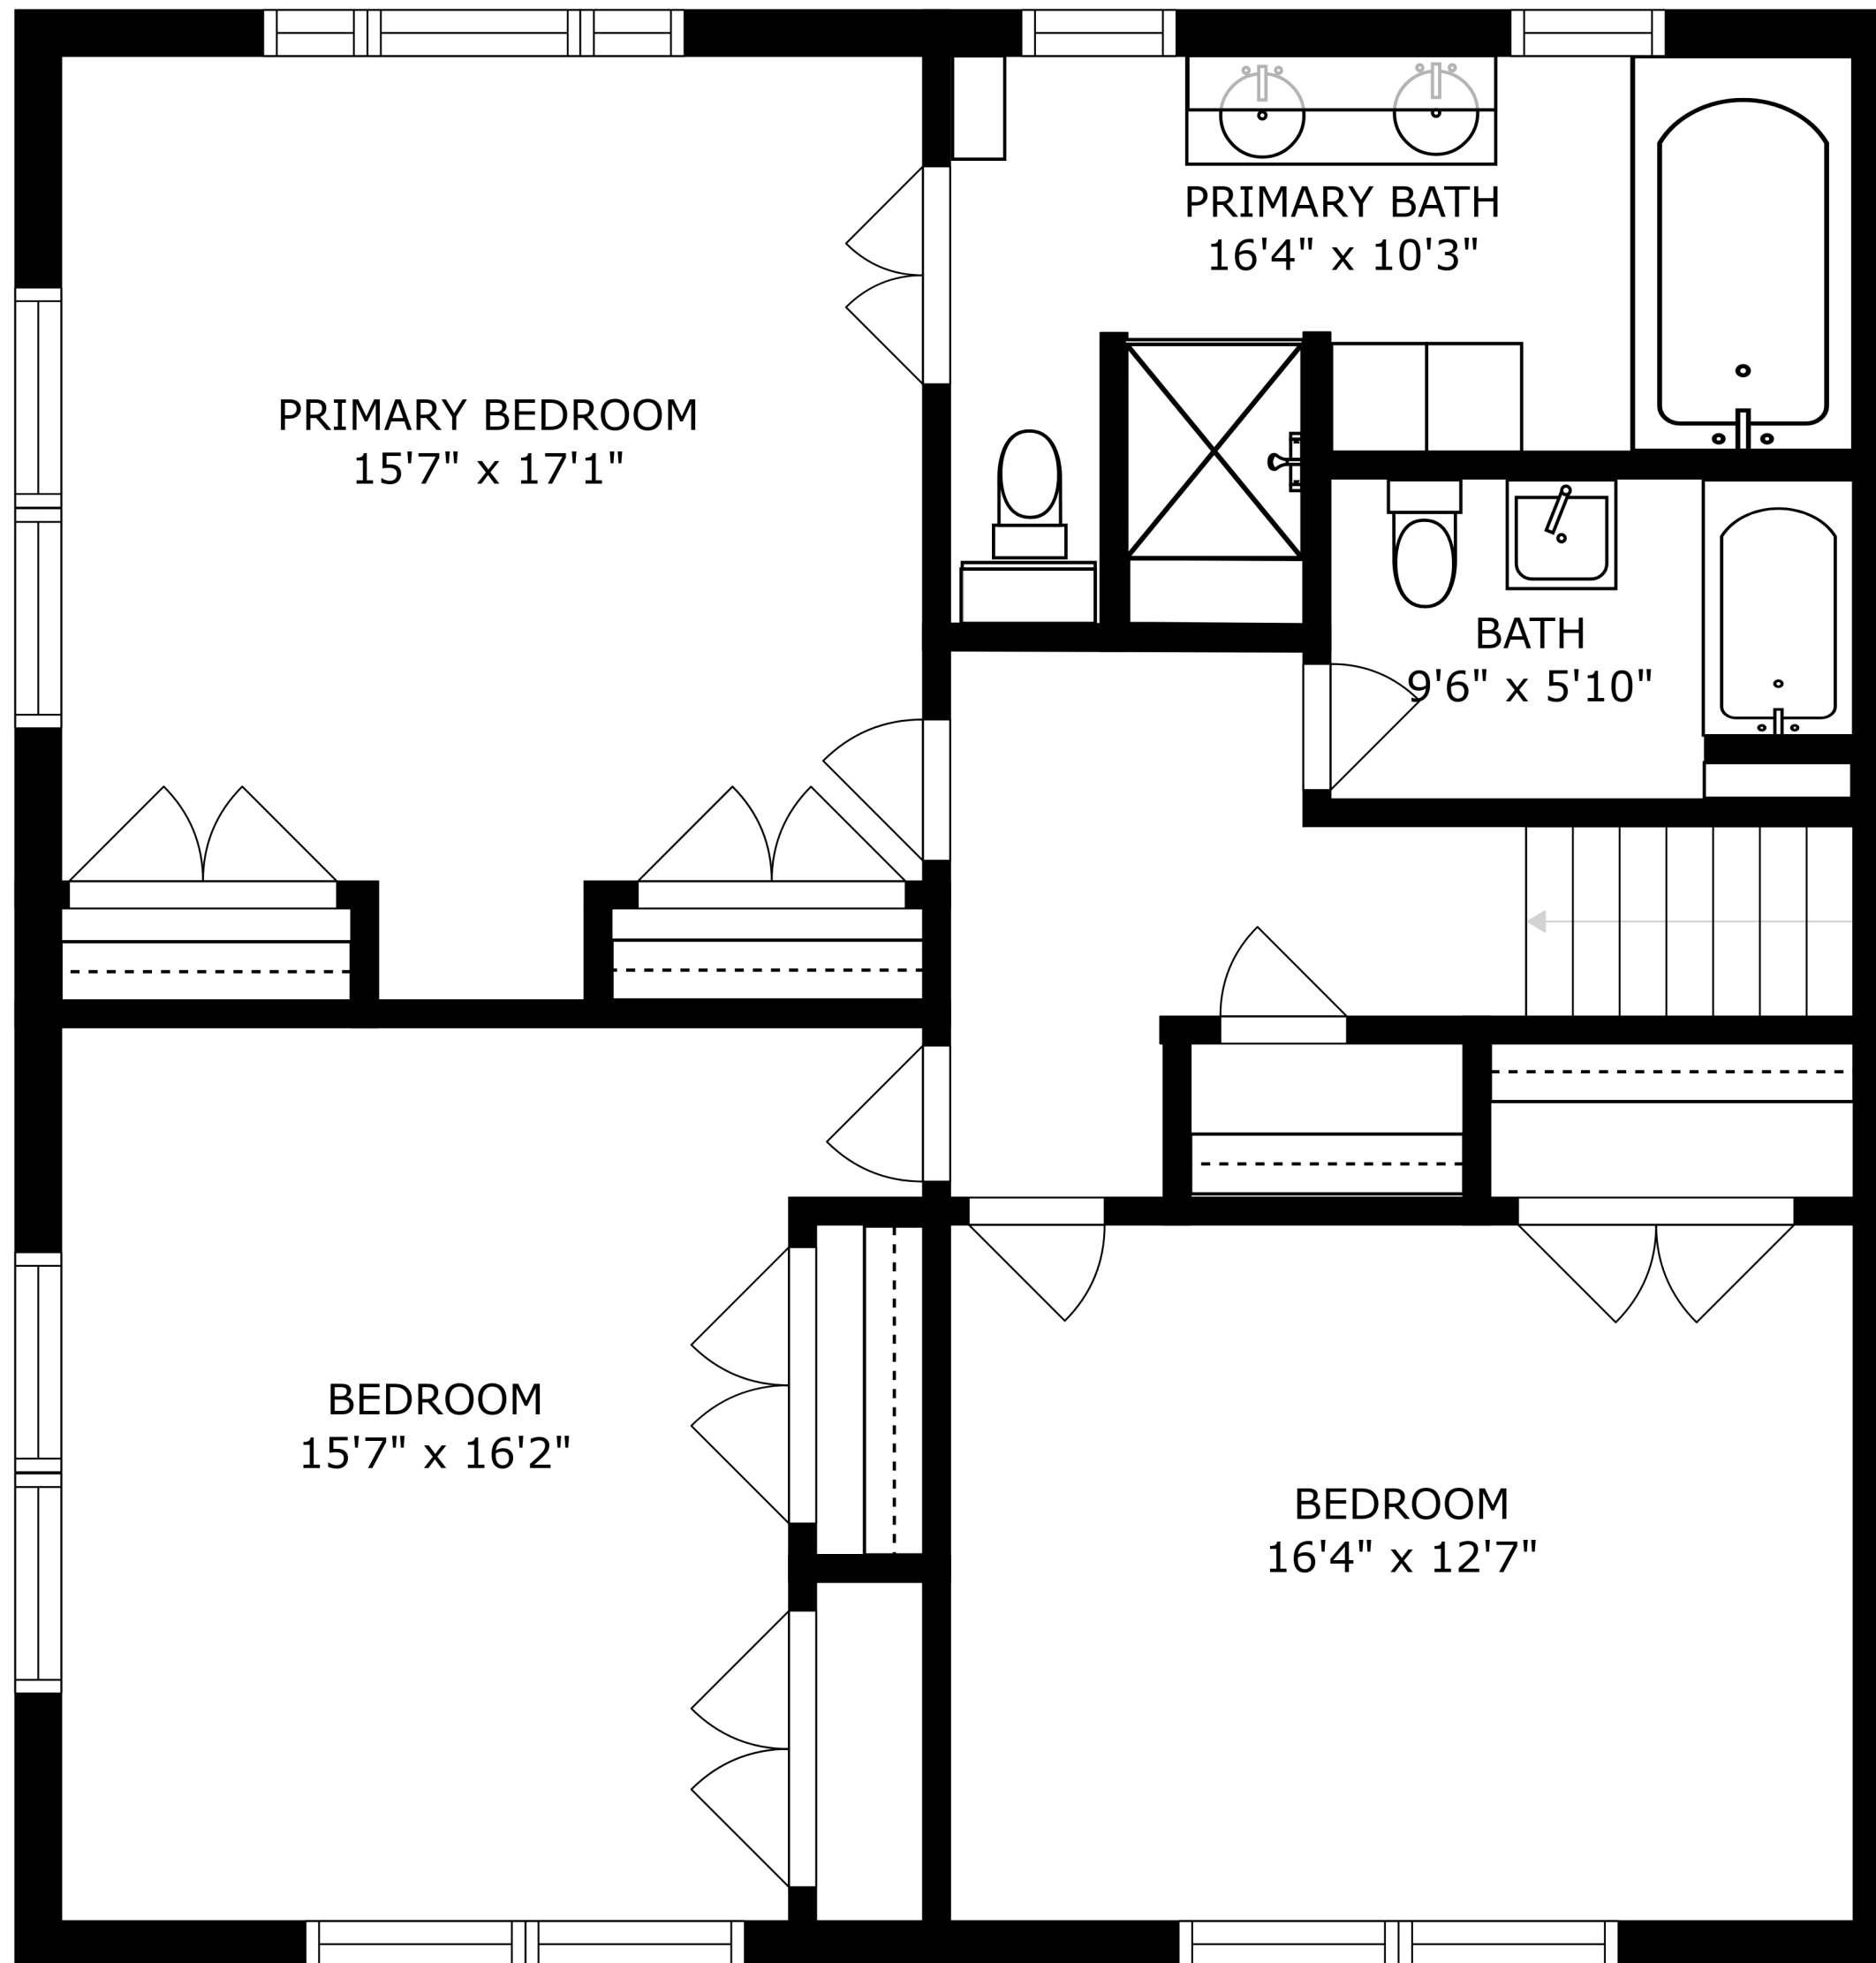 PRIMARY BATH
16'4" x 10'3"
PRIMARY BEDROOM
15'7" x 17'1"
BATH
9'6" x 5'10"
BEDROOM
15'7" x 16'2"
BEDROOM
16'4" x 12'7"